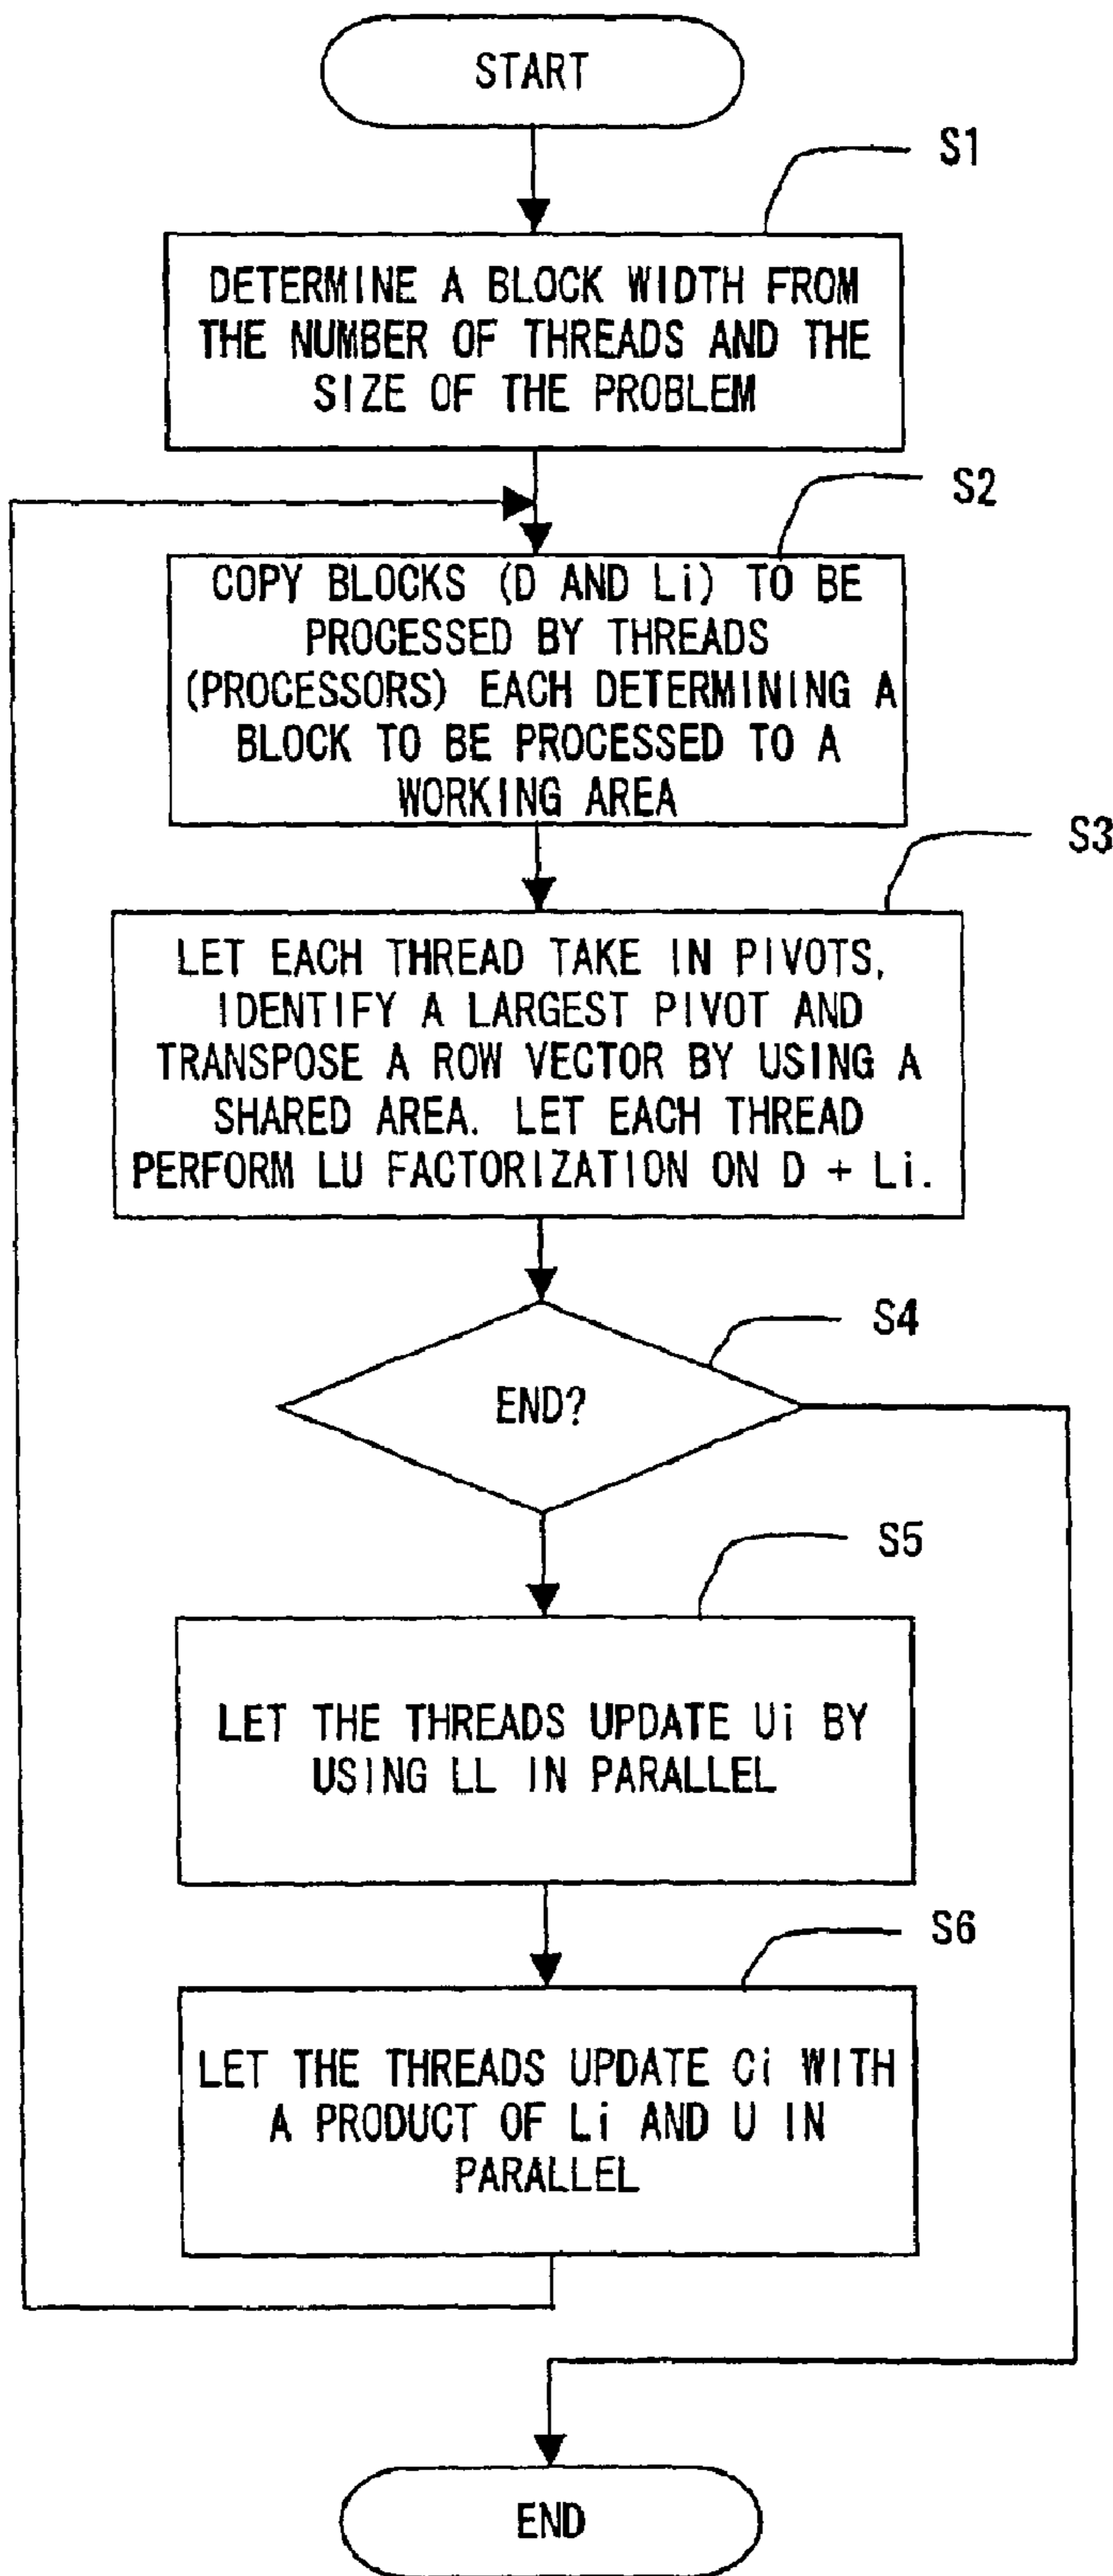 START
S1
DETERMINE A BLOCK WIDTH FROM
THE NUMBER OF THREADS AND THE
SIZE OF THE PROBLEM
S2
COPY BLOCKS (D AND Li) TO BE
PROCESSED BY THREADS
(PROCESSORS) EACH DETERMINING A
BLOCK TO BE PROCESSED TO A
WORKING AREA
S3
LET EACH THREAD TAKE IN PIVOTS,
IDENTIFY A LARGEST PIVOT AND
TRANSPOSE A ROW VECTOR BY USING A
SHARED AREA. LET EACH THREAD
PERFORM LU FACTORIZATION ON D + Li.
S4
END?
S5
LET THE THREADS UPDATE Ui BY
USING LL IN PARALLEL
S6
LET THE THREADS UPDATE Ci WITH
A PRODUCT OF Li AND U IN
PARALLEL
END